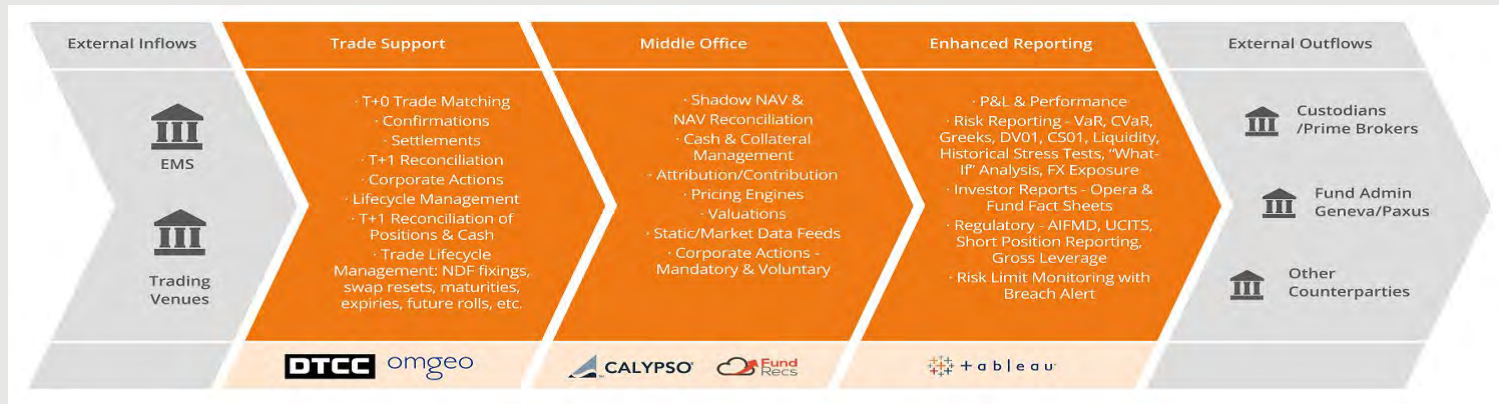 External Inflows
EMS
Trading
Venues
Trade Support
· T+0 Trade Matching
· Confirmations
· Settlements
· T+1 Reconciliation
· Corporate Actions
· Lifecycle Management
· T+1 Reconciliation of
Positions & Cash
· Trade Lifecycle
Management: NDF fixings,
swap resets, maturities,
expiries, future rolls, etc.
DTCC omgeo
Middle Office
· Shadow NAV &
NAV Reconciliation
· Cash & Collateral
Management
· Attribution/Contribution
· Pricing Engines
· Valuations
· Static/Market Data Feeds
· Corporate Actions -
Mandatory & Voluntary
CALYPSO Fund
Recs
Enhanced Reporting
· P&L & Performance
· Risk Reporting - VaR, CVaR,
Greeks, DV01, CS01, Liquidity,
Historical Stress Tests, “What-
If” Analysis, FX Exposure
· Investor Reports - Opera &
Fund Fact Sheets
· Regulatory - AIFMD, UCITS,
Short Position Reporting,
Gross Leverage
· Risk Limit Monitoring with
Breach Alert
tableau
External Outflows
Custodians
/Prime Brokers
Fund Admin
Geneva/Paxus
Other
Counterparties